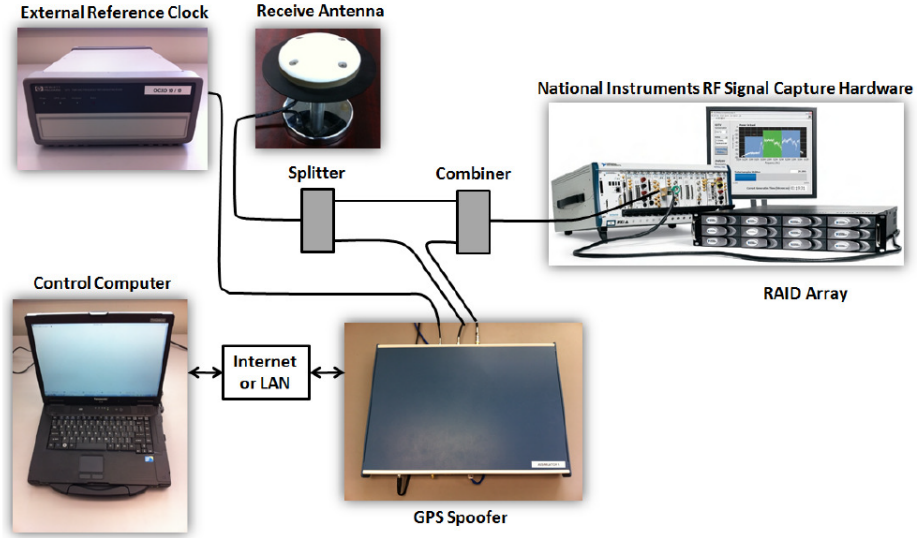 External Reference Clock
Receive Antenna
National Instruments RF Signal Capture Hardware
OCXO
Splitter
Combiner
RAID Array
Control Computer
Internet
or LAN
GPS Spoofer